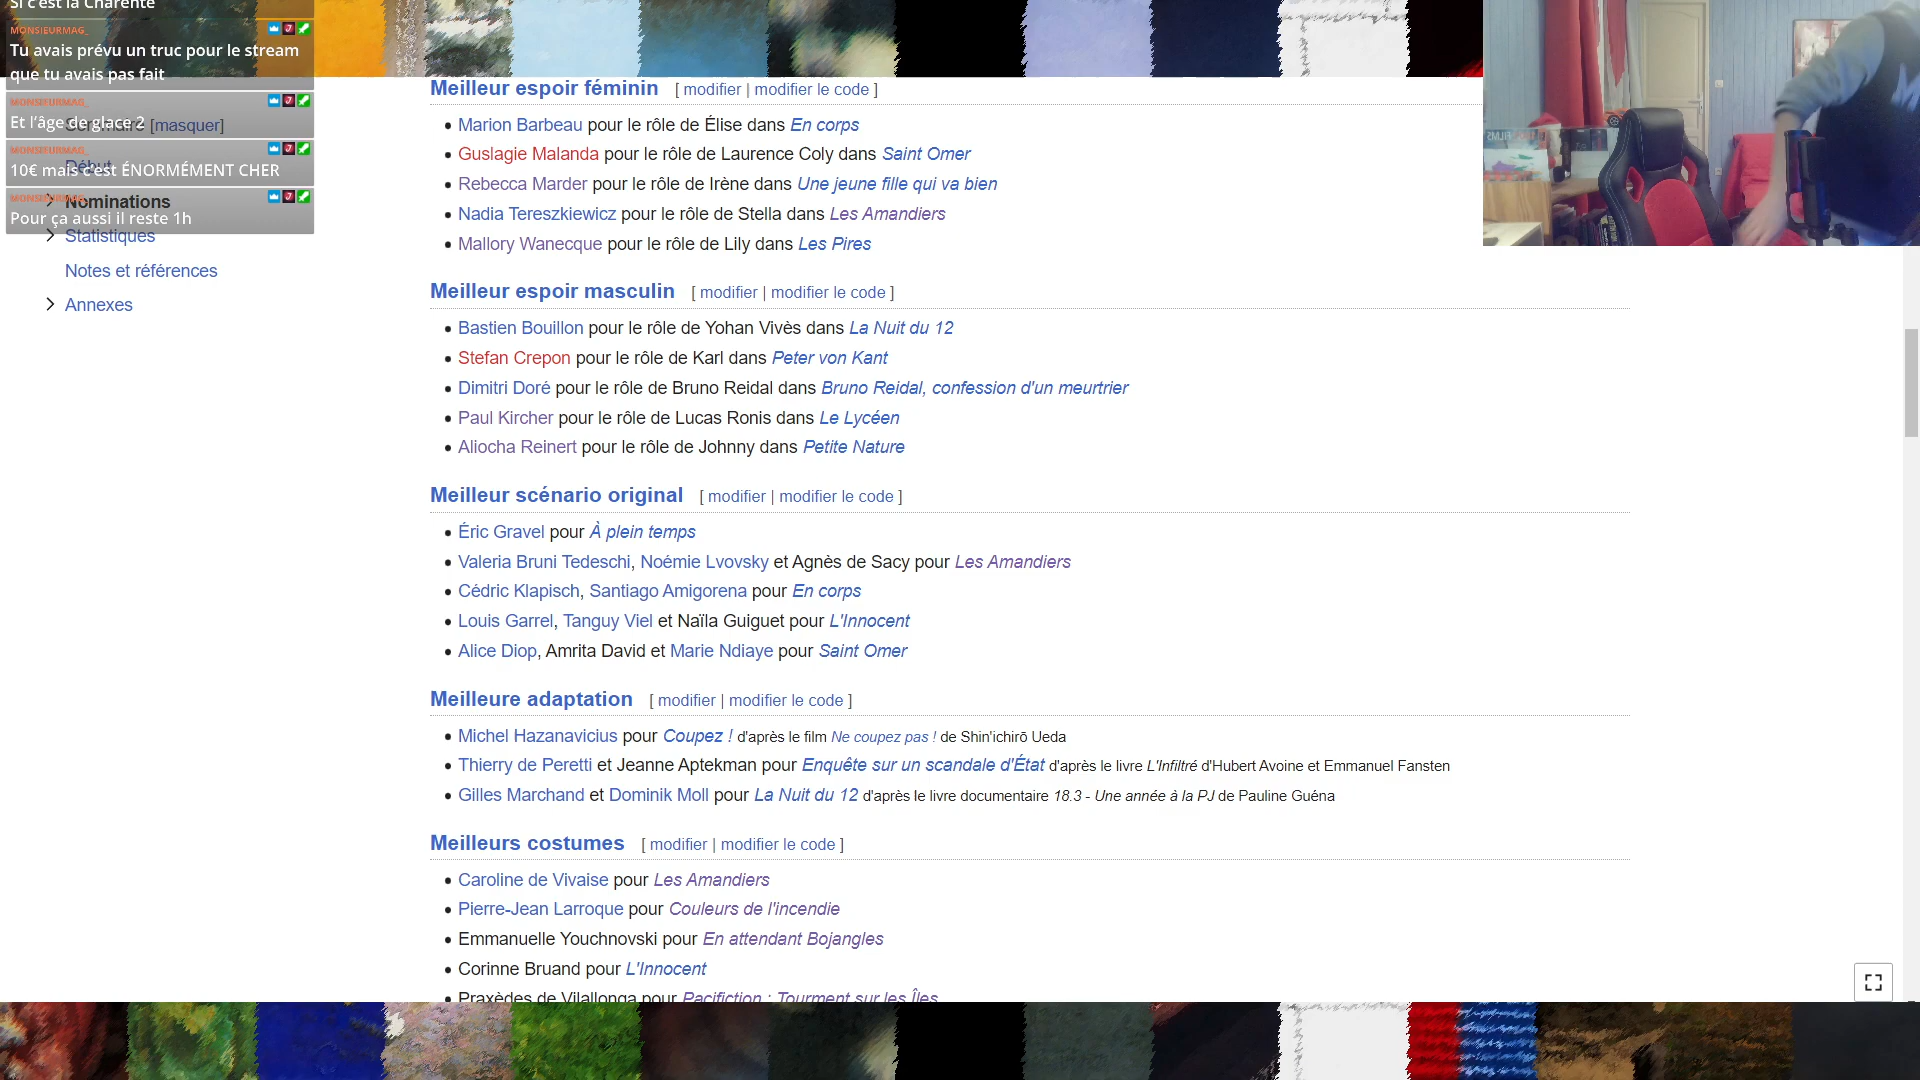 Si c'est la Charente
MONSIEURMAG_
Tu avais prévu un truc pour le stream
que tu avais pas fait
MONSIEURMAG_
Et l'âge de glace 2
[masquer]
MONSIEURMAG_
Début
10€ mais c'est ÉNORMÉMENT CHER
MONSIEURMAG_
Nominations
Pour ça aussi il reste 1h
Statistiques
Notes et références
Annexes
Meilleur espoir féminin [ modifier | modifier le code ]
Marion Barbeau pour le rôle de Élise dans En corps
Guslagie Malanda pour le rôle de Laurence Coly dans Saint Omer
Rebecca Marder pour le rôle de Irène dans Une jeune fille qui va bien
Nadia Tereszkiewicz pour le rôle de Stella dans Les Amandiers
Mallory Wanecque pour le rôle de Lily dans Les Pires
Meilleur espoir masculin [ modifier | modifier le code ]
Bastien Bouillon pour le rôle de Yohan Vivès dans La Nuit du 12
Stefan Crepon pour le rôle de Karl dans Peter von Kant
Dimitri Doré pour le rôle de Bruno Reidal dans Bruno Reidal, confession d'un meurtrier
Paul Kircher pour le rôle de Lucas Ronis dans Le Lycéen
Aliocha Reinert pour le rôle de Johnny dans Petite Nature
Meilleur scénario original [ modifier | modifier le code ]
Éric Gravel pour À plein temps
Valeria Bruni Tedeschi, Noémie Lvovsky et Agnès de Sacy pour Les Amandiers
Cédric Klapisch, Santiago Amigorena pour En corps
Louis Garrel, Tanguy Viel et Naïla Guiguet pour L'Innocent
Alice Diop, Amrita David et Marie Ndiaye pour Saint Omer
Meilleure adaptation [ modifier | modifier le code ]
Michel Hazanavicius pour Coupez ! d'après le film Ne coupez pas ! de Shin'ichirō Ueda
Thierry de Peretti et Jeanne Aptekman pour Enquête sur un scandale d'État d'après le livre L'Infiltré d'Hubert Avoine et Emmanuel Fansten
Gilles Marchand et Dominik Moll pour La Nuit du 12 d'après le livre documentaire 18.3 - Une année à la PJ de Pauline Guéna
Meilleurs costumes [ modifier | modifier le code ]
Caroline de Vivaise pour Les Amandiers
Pierre-Jean Larroque pour Couleurs de l'incendie
Emmanuelle Youchnovski pour En attendant Bojangles
Corinne Bruand pour L'Innocent
Praxèdes de Vilallonga pour Pacifiction : Tourment sur les Îles